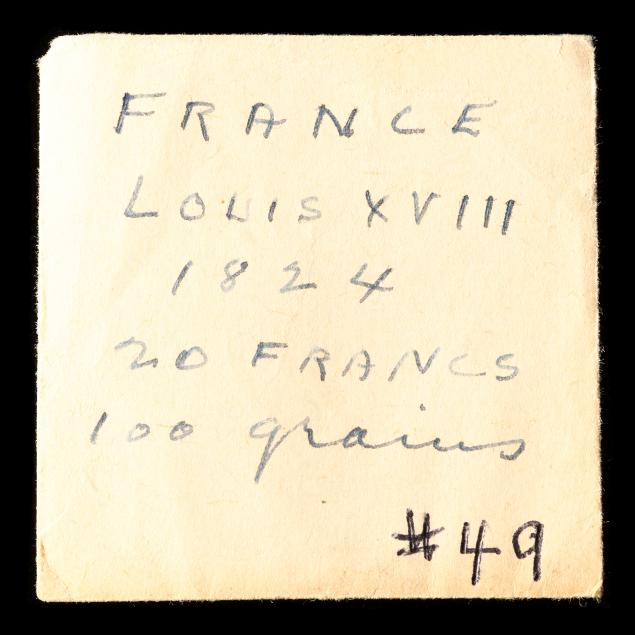 FRANCE
LOUIS XVIII
1824
20 FRANCS
100 grains
#49